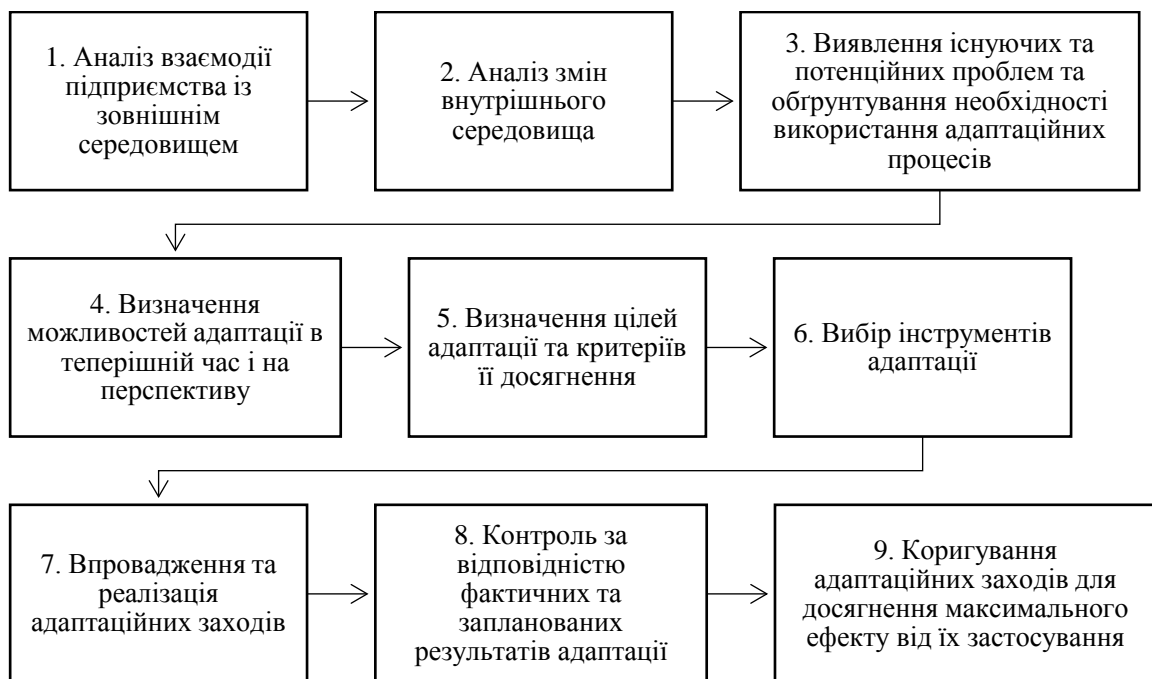 1. Аналіз взаємодії
підприємства із
зовнішнім
середовищем
2. Аналіз змін
внутрішнього
середовища
3. Виявлення існуючих та
потенційних проблем та
обґрунтування необхідності
використання адаптаційних
процесів
4. Визначення
можливостей адаптації в
теперішній час і на
перспективу
5. Визначення цілей
адаптації та критеріїв
її досягнення
6. Вибір інструментів
адаптації
7. Впровадження та
реалізація
адаптаційних заходів
8. Контроль за
відповідністю
фактичних та
запланованих
результатів адаптації
9. Коригування
адаптаційних заходів для
досягнення максимального
ефекту від їх застосування